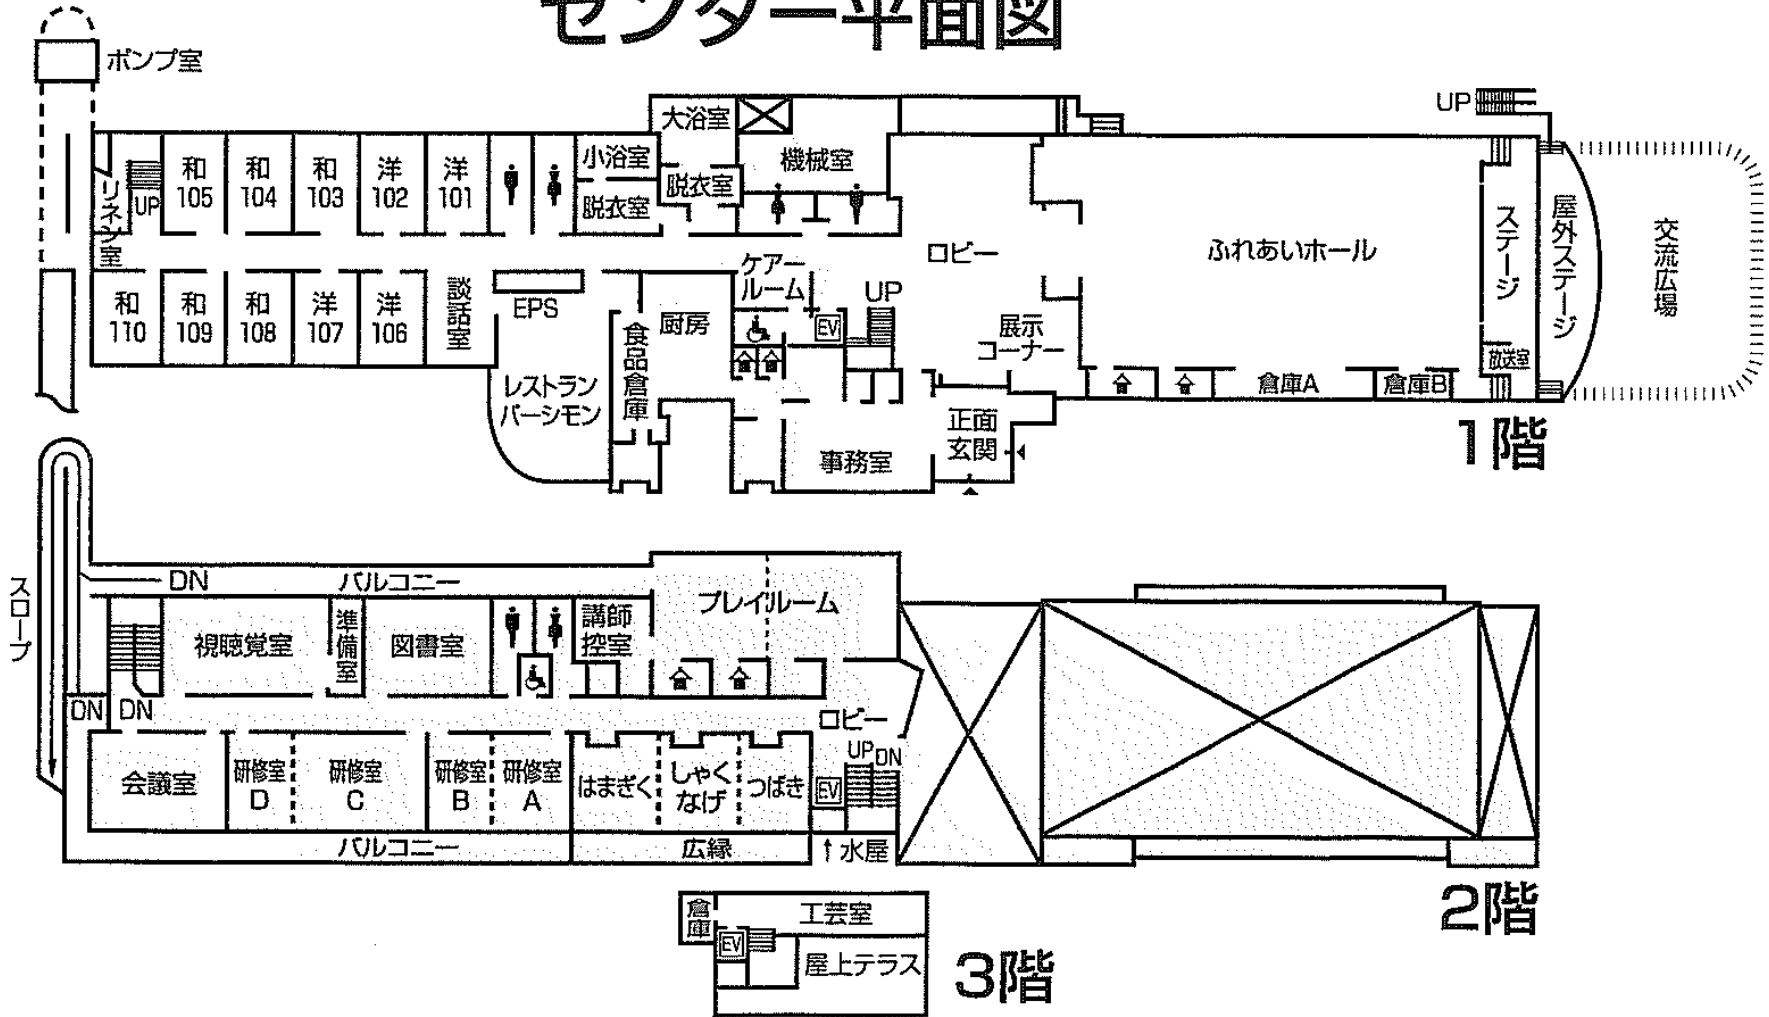 センター平面図
ポンプ室
UP
大浴室
機械室
小浴室
脱衣室
脱衣室
リネン室
UP
和
105
和
104
和
103
洋
102
洋
101
和
110
和
109
和
108
洋
107
洋
106
談話室
EPS
レストラン
パーシモン
食品倉庫
厨房
ケアー
ルーム
EV
UP
ロビー
展示
コーナー
事務室
正面
玄関
ふれあいホール
倉庫A
倉庫B
ステージ
放送室
屋外ステージ
交流広場
1階
スロープ
DN
バルコニー
プレイルーム
視聴覚室
準備室
図書室
講師
控室
DN
DN
ロビー
UP
DN
会議室
研修室
D
研修室
C
研修室
B
研修室
A
はまぎく
しゃく
なげ
つばき
EV
バルコニー
広縁
↑水屋
2階
倉庫
工芸室
EV
屋上テラス
3階